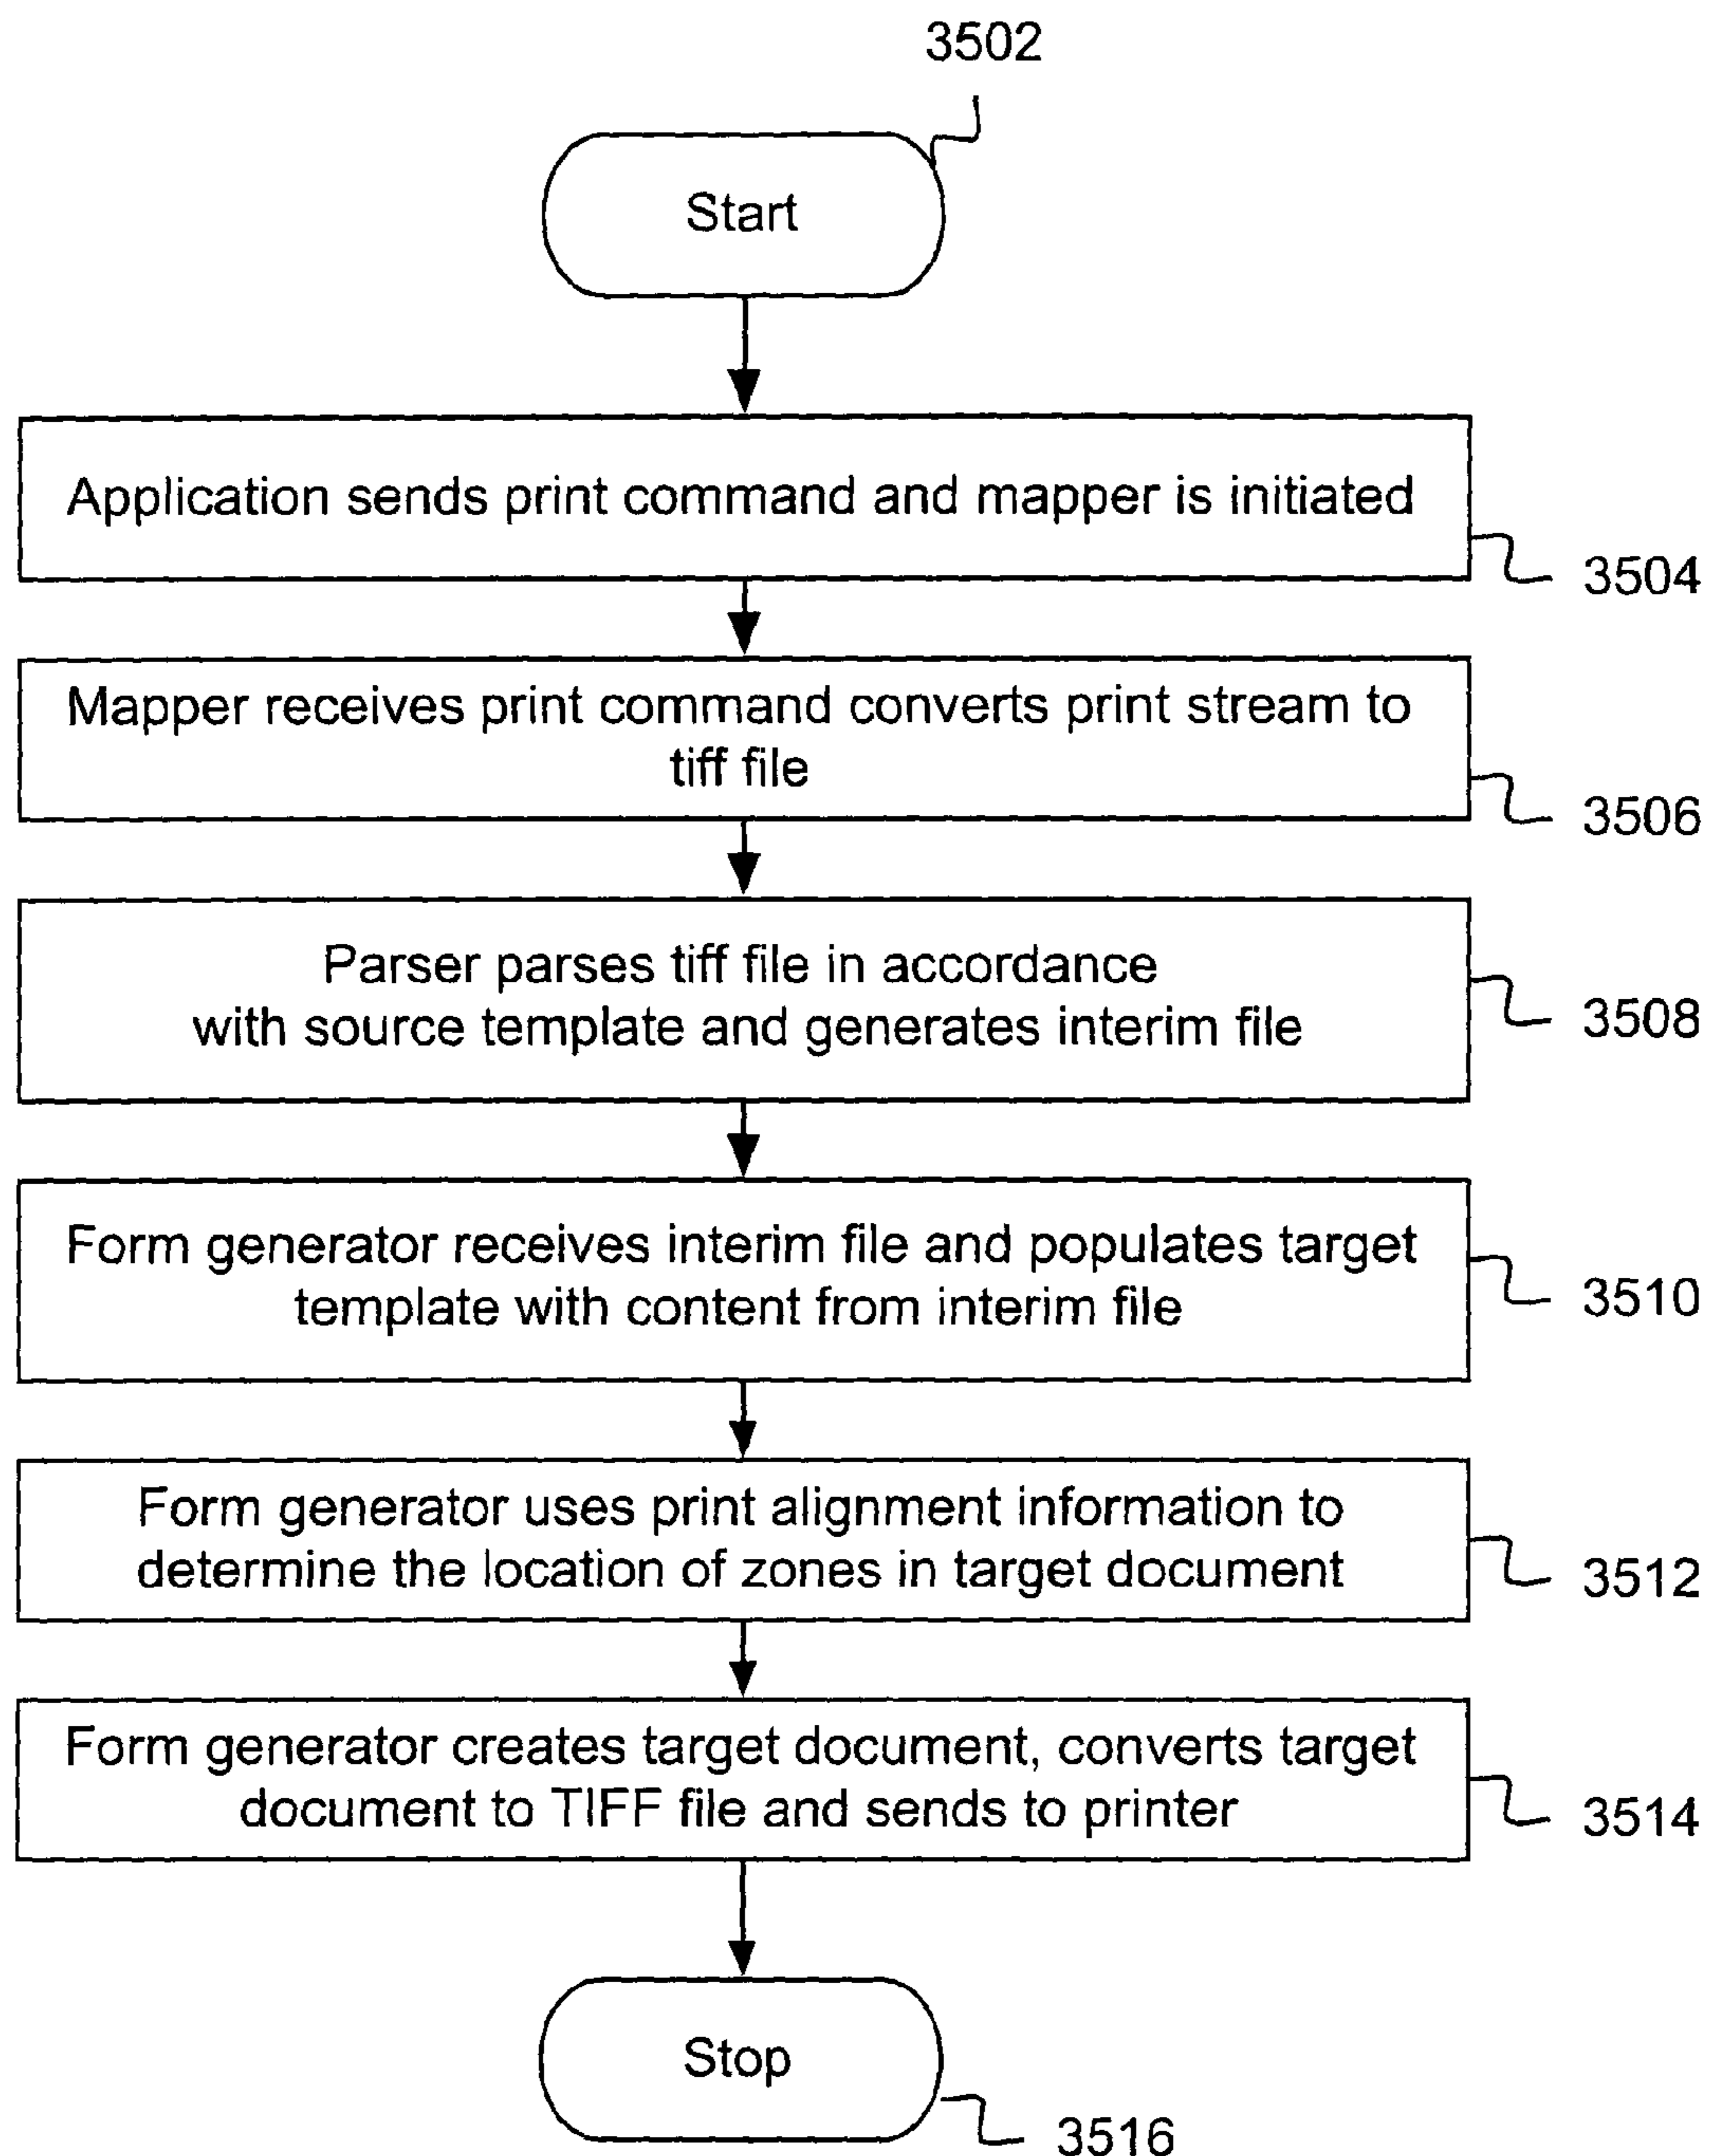 3502
Start
Application sends print command and mapper is initiated
3504
Mapper receives print command converts print stream to
tiff file
3506
Parser parses tiff file in accordance
with source template and generates interim file
3508
Form generator receives interim file and populates target
template with content from interim file
3510
Form generator uses print alignment information to
determine the location of zones in target document
3512
Form generator creates target document, converts target
document to TIFF file and sends to printer
3514
Stop
3516